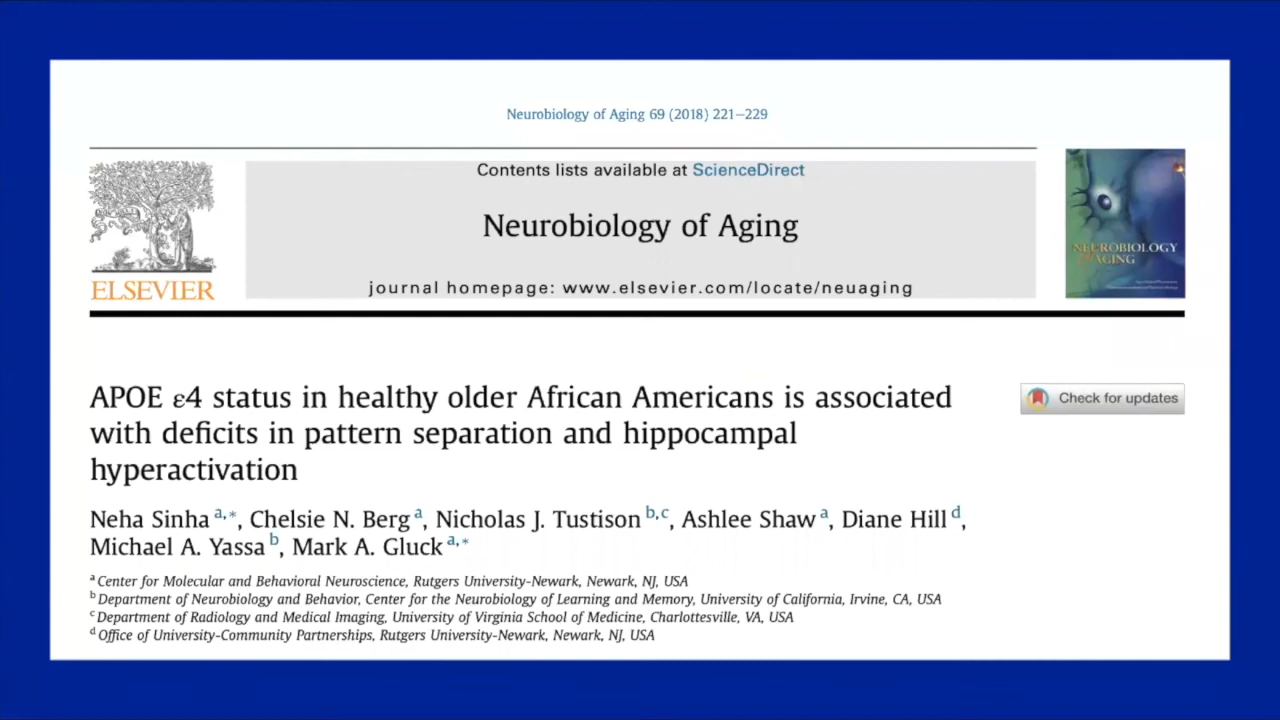 Neurobiology of Aging 69 (2018) 221–229
Contents lists available at ScienceDirect
Neurobiology of Aging
journal homepage: www.elsevier.com/locate/neuaging
ELSEVIER
NEUROBIOLOGY
OF AGING
APOE ε4 status in healthy older African Americans is associated
with deficits in pattern separation and hippocampal
hyperactivation
Check for updates
Neha Sinha a,*, Chelsie N. Berg a, Nicholas J. Tustison b,c, Ashlee Shaw a, Diane Hill d,
Michael A. Yassa b, Mark A. Gluck a,*
a Center for Molecular and Behavioral Neuroscience, Rutgers University-Newark, Newark, NJ, USA
b Department of Neurobiology and Behavior, Center for the Neurobiology of Learning and Memory, University of California, Irvine, CA, USA
c Department of Radiology and Medical Imaging, University of Virginia School of Medicine, Charlottesville, VA, USA
d Office of University-Community Partnerships, Rutgers University-Newark, Newark, NJ, USA